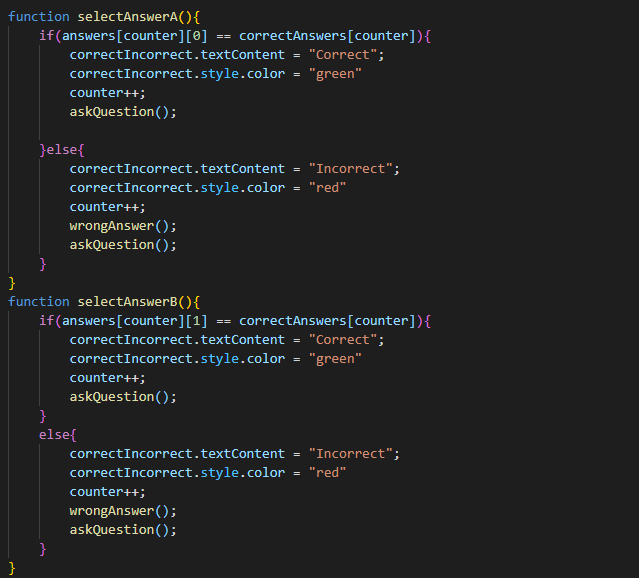 function selectAnswerA(){
    if(answers[counter][0] == correctAnswers[counter]){
        correctIncorrect.textContent = "Correct";
        correctIncorrect.style.color = "green"
        counter++;
        askQuestion();

    }else{
        correctIncorrect.textContent = "Incorrect";
        correctIncorrect.style.color = "red"
        counter++;
        wrongAnswer();
        askQuestion();
    }
}
function selectAnswerB(){
    if(answers[counter][1] == correctAnswers[counter]){
        correctIncorrect.textContent = "Correct";
        correctIncorrect.style.color = "green"
        counter++;
        askQuestion();
    }
    else{
        correctIncorrect.textContent = "Incorrect";
        correctIncorrect.style.color = "red"
        counter++;
        wrongAnswer();
        askQuestion();
    }
}